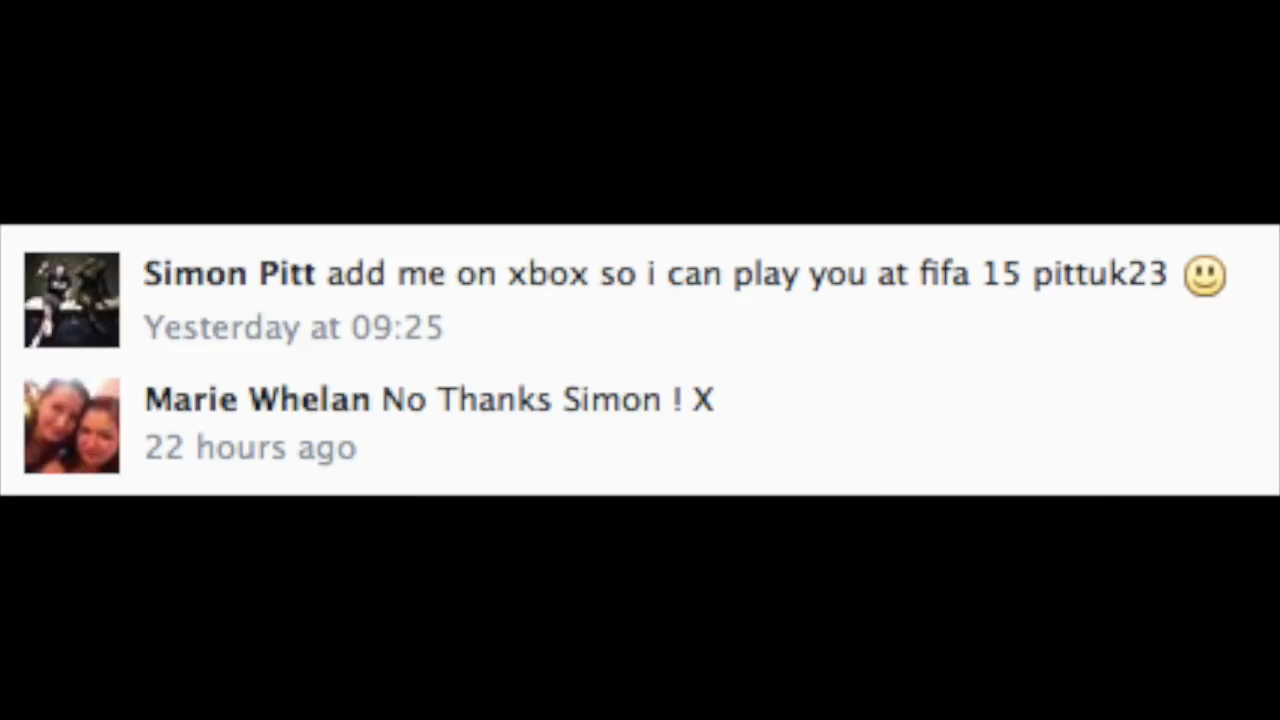 Simon Pitt add me on xbox so i can play you at fifa 15 pittuk23
Yesterday at 09:25
Marie Whelan No Thanks Simon ! X
22 hours ago